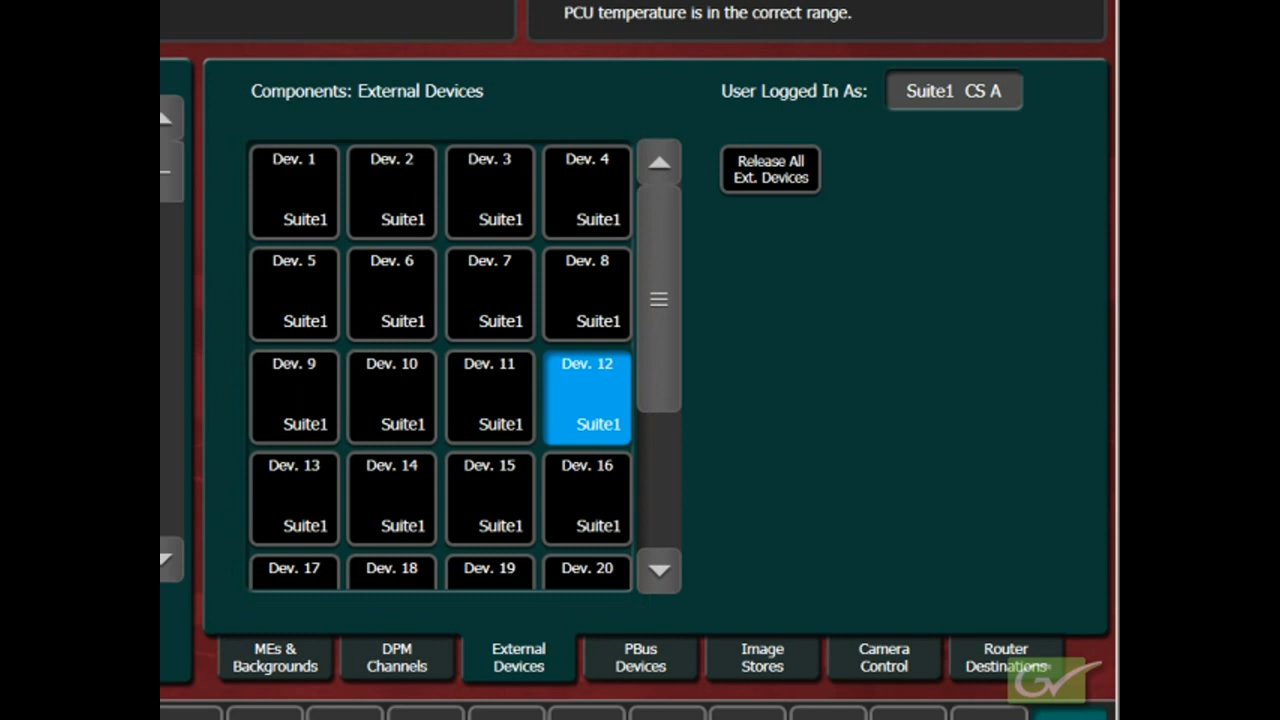 PCU temperature is in the correct range.
Components: External Devices
User Logged In As:
Suite1 CS A
Dev. 1
Dev. 2
Dev. 3
Dev. 4
Suite1
Suite1
Suite1
Suite1
Release All
Ext. Devices
Dev. 5
Dev. 6
Dev. 7
Dev. 8
Suite1
Suite1
Suite1
Suite1
Dev. 9
Dev. 10
Dev. 11
Dev. 12
Suite1
Suite1
Suite1
Suite1
Dev. 13
Dev. 14
Dev. 15
Dev. 16
Suite1
Suite1
Suite1
Suite1
Dev. 17
Dev. 18
Dev. 19
Dev. 20
MEs &
Backgrounds
DPM
Channels
External
Devices
PBus
Devices
Image
Stores
Camera
Control
Router
Destinations
GV